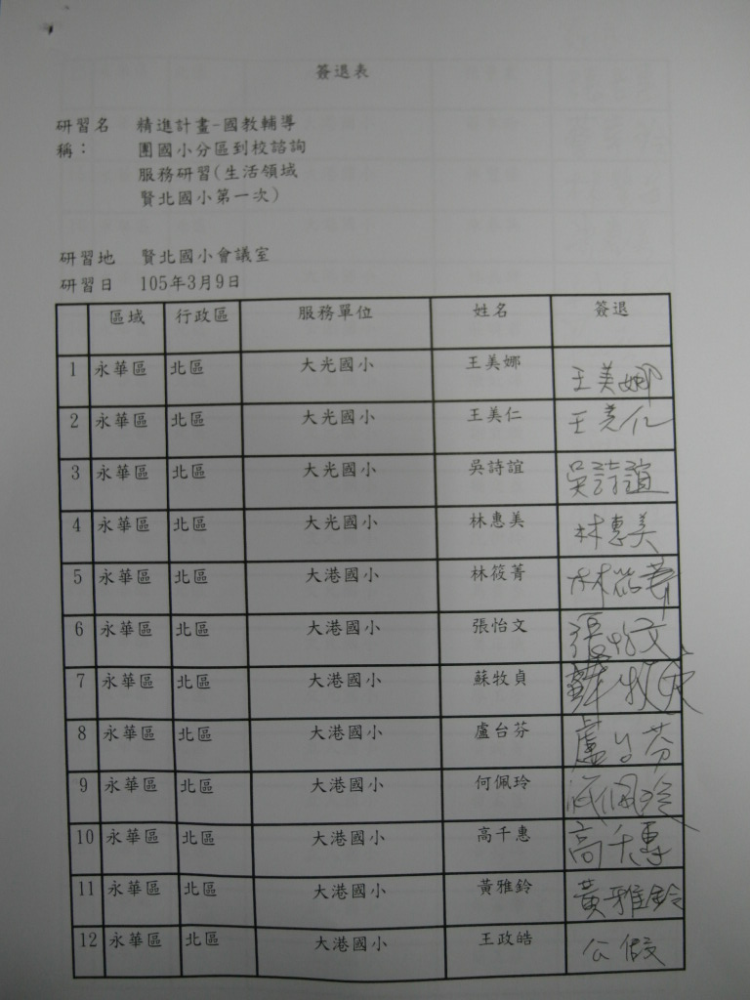 簽退表
研習名 精進計畫-國教輔導
稱： 團國小分區到校諮詢
服務研習(生活領域
賢北國小第一次)
研習地 賢北國小會議室
研習日 105年3月9日
區域 行政區 服務單位 姓名 簽退
1 永華區 北區 大光國小 王美娜 王美娜
2 永華區 北區 大光國小 王美仁 王美仁
3 永華區 北區 大光國小 吳詩誼 吳詩誼
4 永華區 北區 大光國小 林惠美 林惠美
5 永華區 北區 大港國小 林筱菁 林筱菁
6 永華區 北區 大港國小 張怡文 張怡文
7 永華區 北區 大港國小 蘇牧貞 蘇牧貞
8 永華區 北區 大港國小 盧台芬 盧台芬
9 永華區 北區 大港國小 何佩玲 何佩玲
10 永華區 北區 大港國小 高千惠 高千惠
11 永華區 北區 大港國小 黃雅鈴 黃雅鈴
12 永華區 北區 大港國小 王政皓 公假